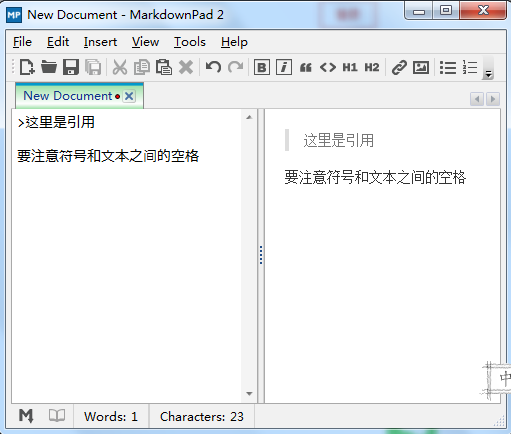 MP New Document - MarkdownPad 2
File Edit Insert View Tools Help
B i “ <> H1 H2
New Document
>这里是引用
要注意符号和文本之间的空格
这里是引用
要注意符号和文本之间的空格
中
M Words: 1 Characters: 23